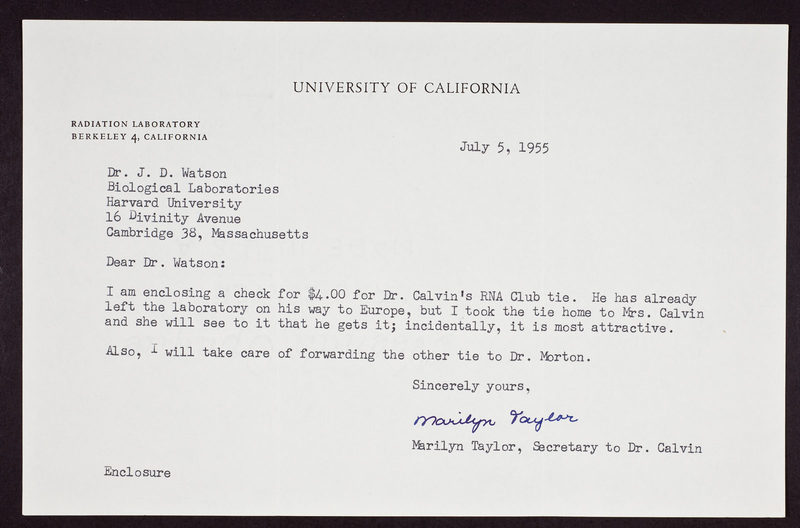 UNIVERSITY OF CALIFORNIA
RADIATION LABORATORY
BERKELEY 4, CALIFORNIA
July 5, 1955
Dr. J. D. Watson
Biological Laboratories
Harvard University
16 Divinity Avenue
Cambridge 38, Massachusetts
Dear Dr. Watson:
I am enclosing a check for $4.00 for Dr. Calvin's RNA Club tie. He has already
left the laboratory on his way to Europe, but I took the tie home to Mrs. Calvin
and she will see to it that he gets it; incidentally, it is most attractive.
Also, I will take care of forwarding the other tie to Dr. Morton.
Sincerely yours,
Marilyn Taylor
Marilyn Taylor, Secretary to Dr. Calvin
Enclosure